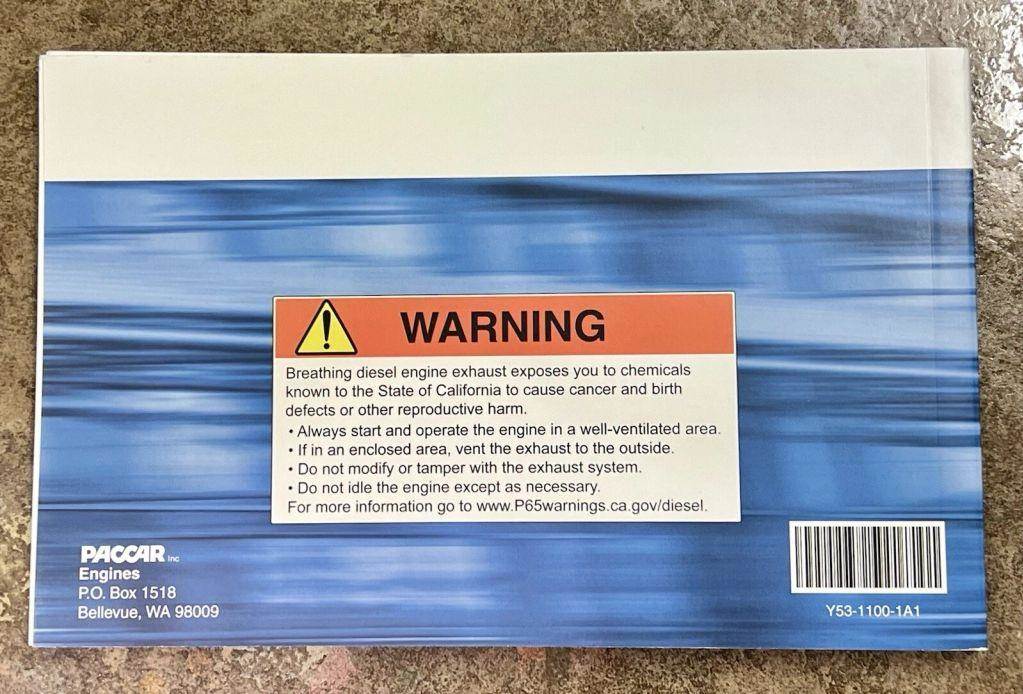 WARNING
Breathing diesel engine exhaust exposes you to chemicals
known to the State of California to cause cancer and birth
defects or other reproductive harm.
• Always start and operate the engine in a well-ventilated area.
• If in an enclosed area, vent the exhaust to the outside.
• Do not modify or tamper with the exhaust system.
• Do not idle the engine except as necessary.
For more information go to www.P65warnings.ca.gov/diesel.
PACCAR Inc
Engines
P.O. Box 1518
Bellevue, WA 98009
Y53-1100-1A1